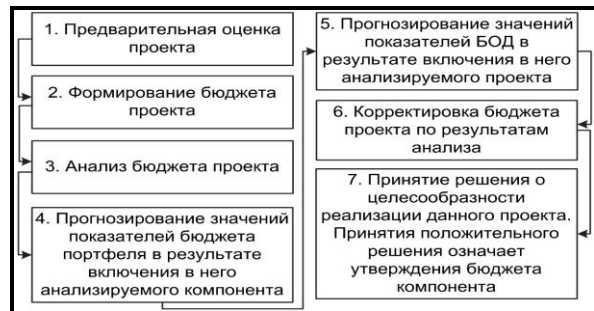 1. Предварительная оценка
проекта
2. Формирование бюджета
проекта
3. Анализ бюджета проекта
4. Прогнозирование значений
показателей бюджета
портфеля в результате
включения в него
анализируемого компонента
5. Прогнозирование значений
показателей БОД в
результате включения в него
анализируемого проекта
6. Корректировка бюджета
проекта по результатам
анализа
7. Принятие решения о
целесообразности
реализации данного проекта.
Принятия положительного
решения означает
утверждения бюджета
компонента